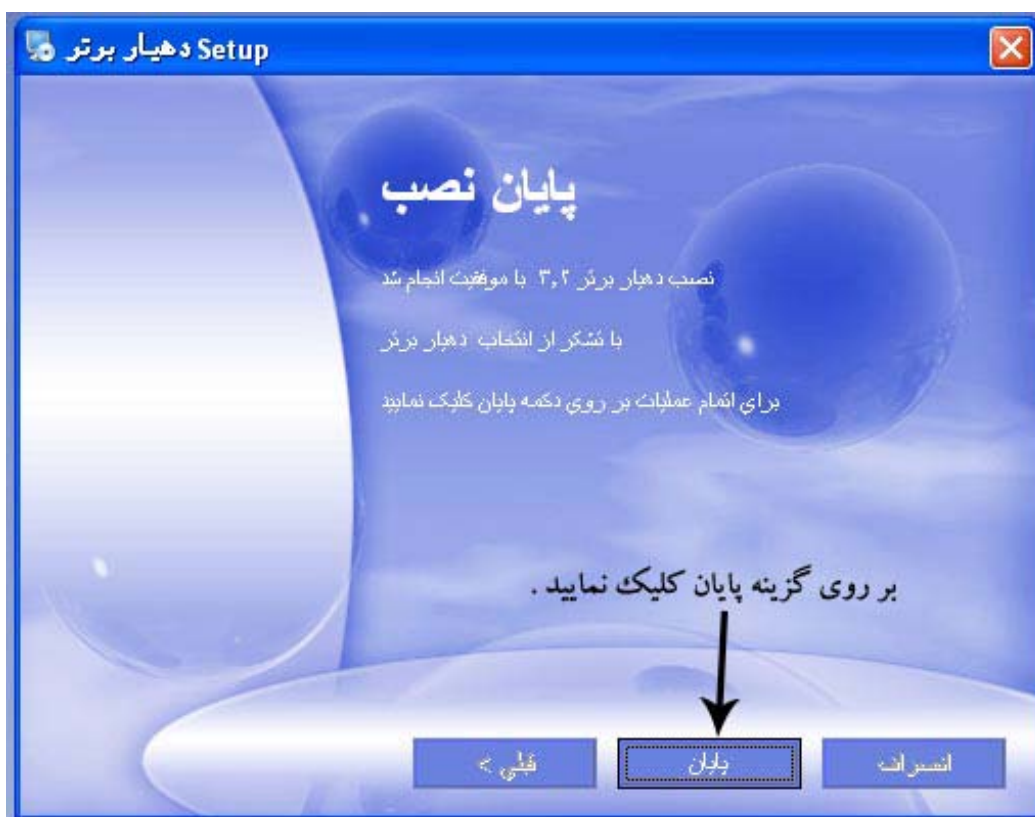 دهیار برتر Setup
پایان نصب
نصب دهیار برتر ۳٫۲ با موفقیت انجام شد
با تشکر از انتخاب دهیار برتر
برای اتمام عملیات بر روی دکمه پایان کلیک نمایید
بر روی گزینه پایان کلیک نمایید .
انصراف
پایان
قبلي >